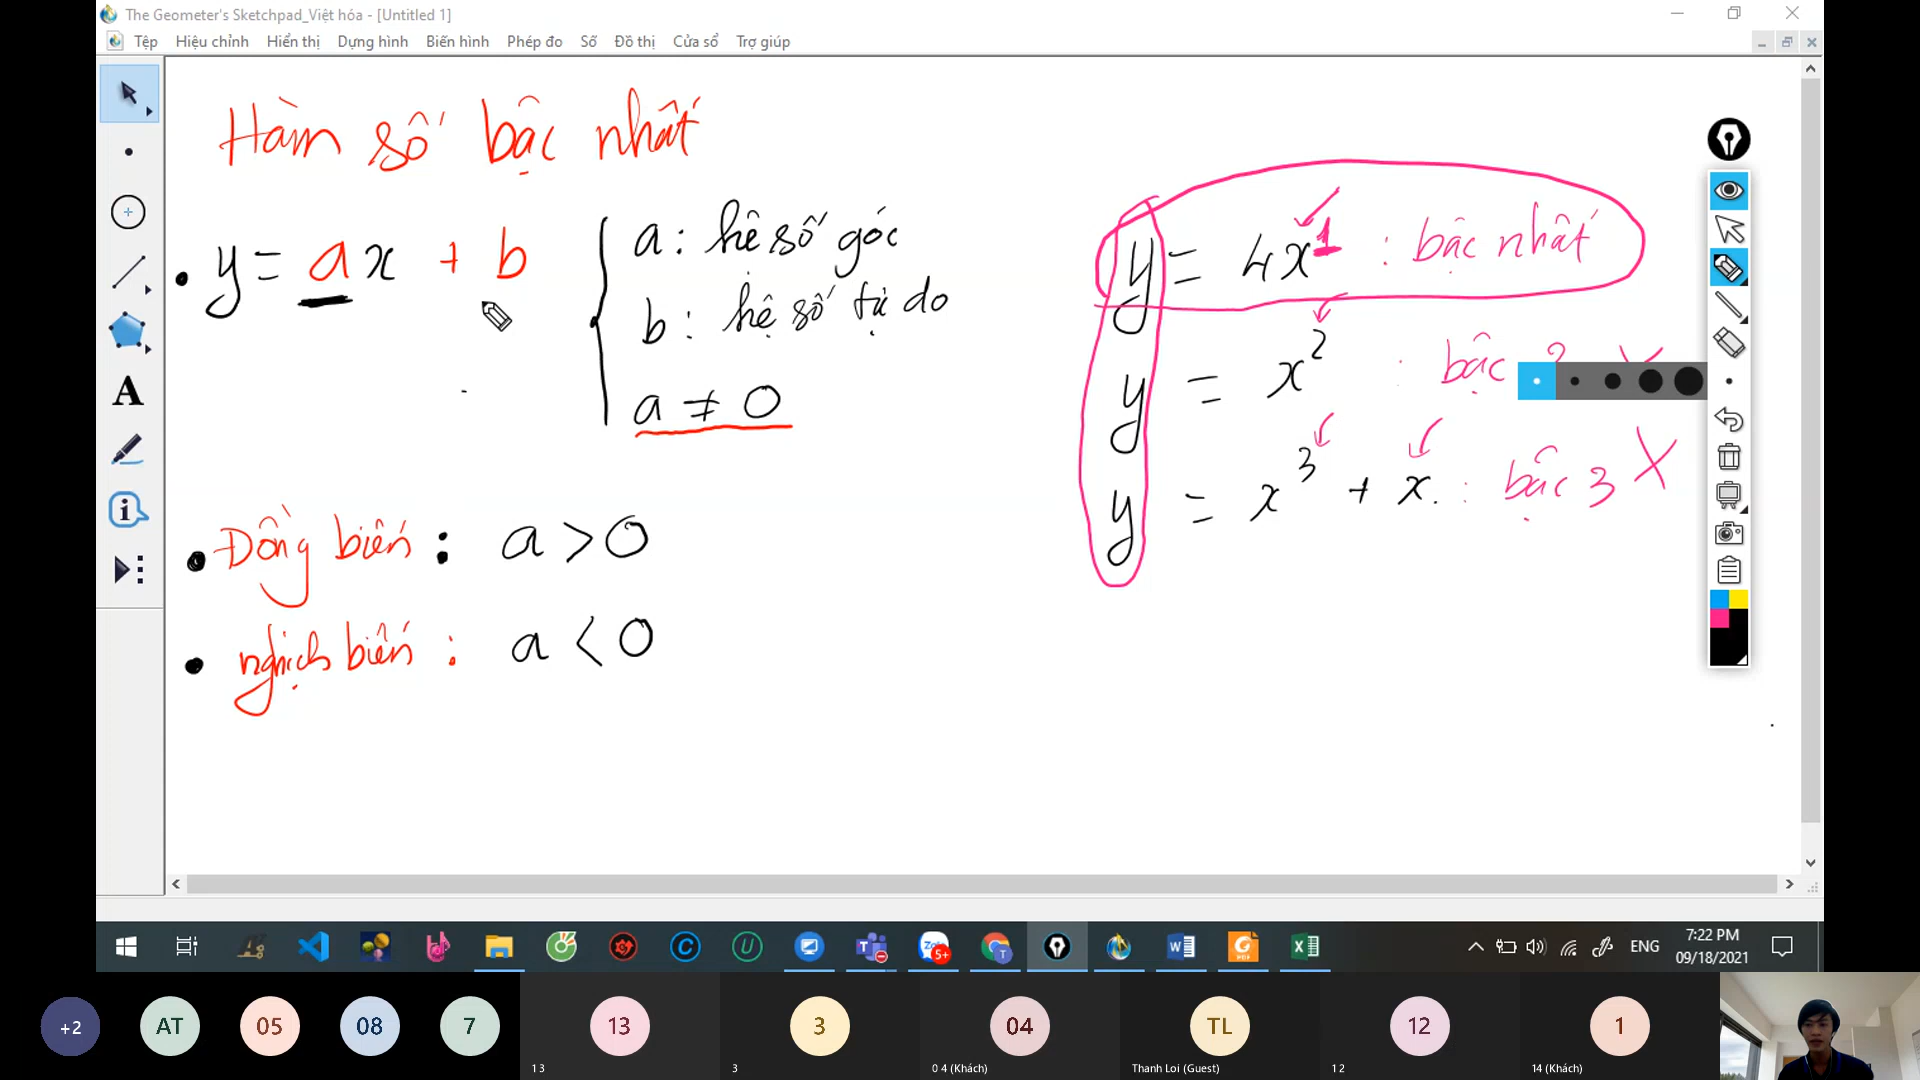 The Geometer's Sketchpad_Việt hóa - [Untitled 1]
Tệp Hiệu chỉnh Hiển thị Dựng hình Biến hình Phép đo Số Đồ thị Cửa sổ Trợ giúp
Hàm số bậc nhất
y = ax + b
a : hệ số góc
b : hệ số tự do
a ≠ 0
Đồng biến : a > 0
nghịch biến : a < 0
y = 4x¹ : bậc nhất
y = x² : bậc
y = x³ + x. : bậc 3 X
A
ENG
7:22 PM
09/18/2021
+2 AT 05 08 7 13 3 04 TL 12 1
1 3 3 0 4 (Khách) Thanh Loi (Guest) 1 2 14 (Khách)